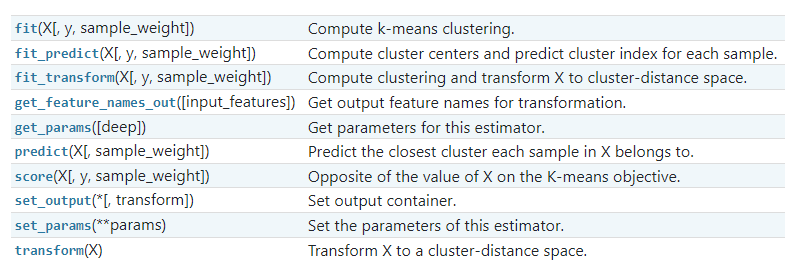 fit(X[, y, sample_weight]) Compute k-means clustering.
fit_predict(X[, y, sample_weight]) Compute cluster centers and predict cluster index for each sample.
fit_transform(X[, y, sample_weight]) Compute clustering and transform X to cluster-distance space.
get_feature_names_out([input_features]) Get output feature names for transformation.
get_params([deep]) Get parameters for this estimator.
predict(X[, sample_weight]) Predict the closest cluster each sample in X belongs to.
score(X[, y, sample_weight]) Opposite of the value of X on the K-means objective.
set_output(*[, transform]) Set output container.
set_params(**params) Set the parameters of this estimator.
transform(X) Transform X to a cluster-distance space.